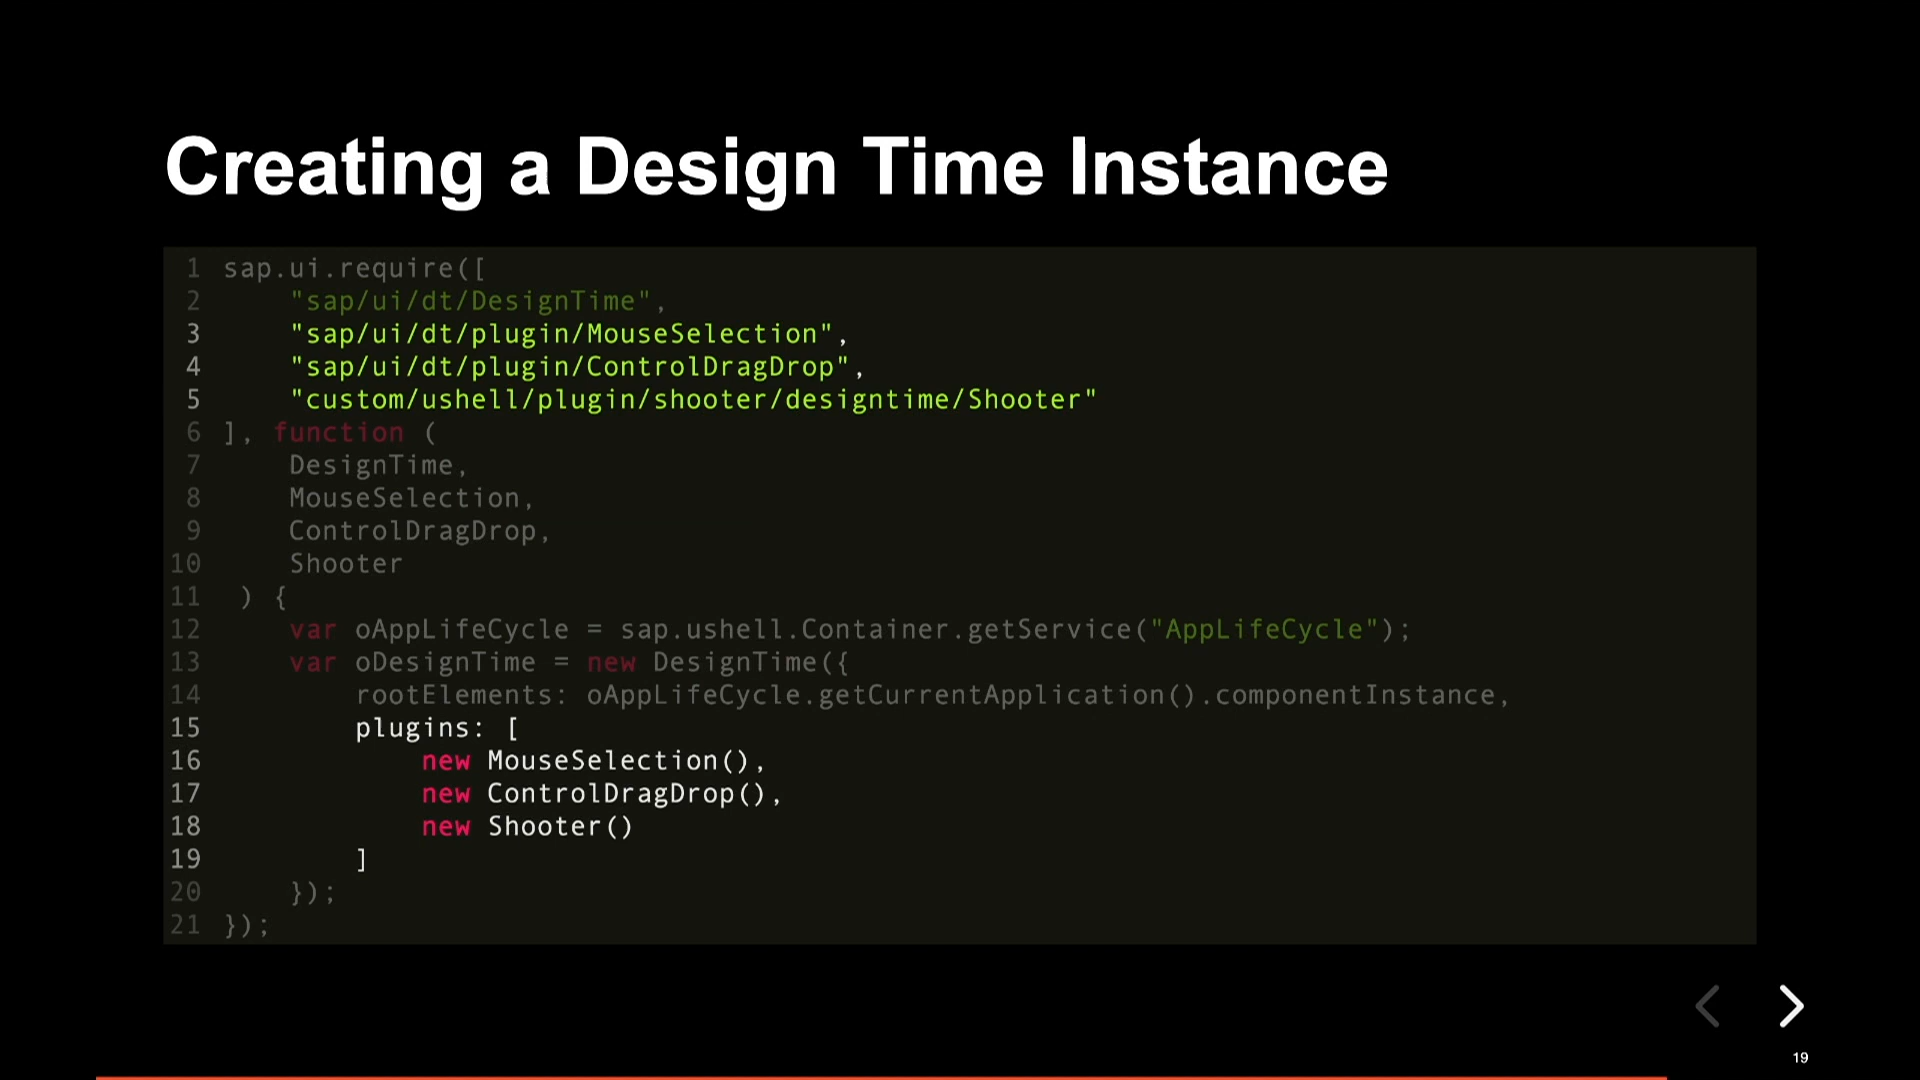 Creating a Design Time Instance
1 sap.ui.require([
2     "sap/ui/dt/DesignTime",
3     "sap/ui/dt/plugin/MouseSelection",
4     "sap/ui/dt/plugin/ControlDragDrop",
5     "custom/ushell/plugin/shooter/designtime/Shooter"
6 ], function (
7     DesignTime,
8     MouseSelection,
9     ControlDragDrop,
10     Shooter
11  ) {
12     var oAppLifeCycle = sap.ushell.Container.getService("AppLifeCycle");
13     var oDesignTime = new DesignTime({
14         rootElements: oAppLifeCycle.getCurrentApplication().componentInstance,
15         plugins: [
16             new MouseSelection(),
17             new ControlDragDrop(),
18             new Shooter()
19         ]
20     });
21 });
19